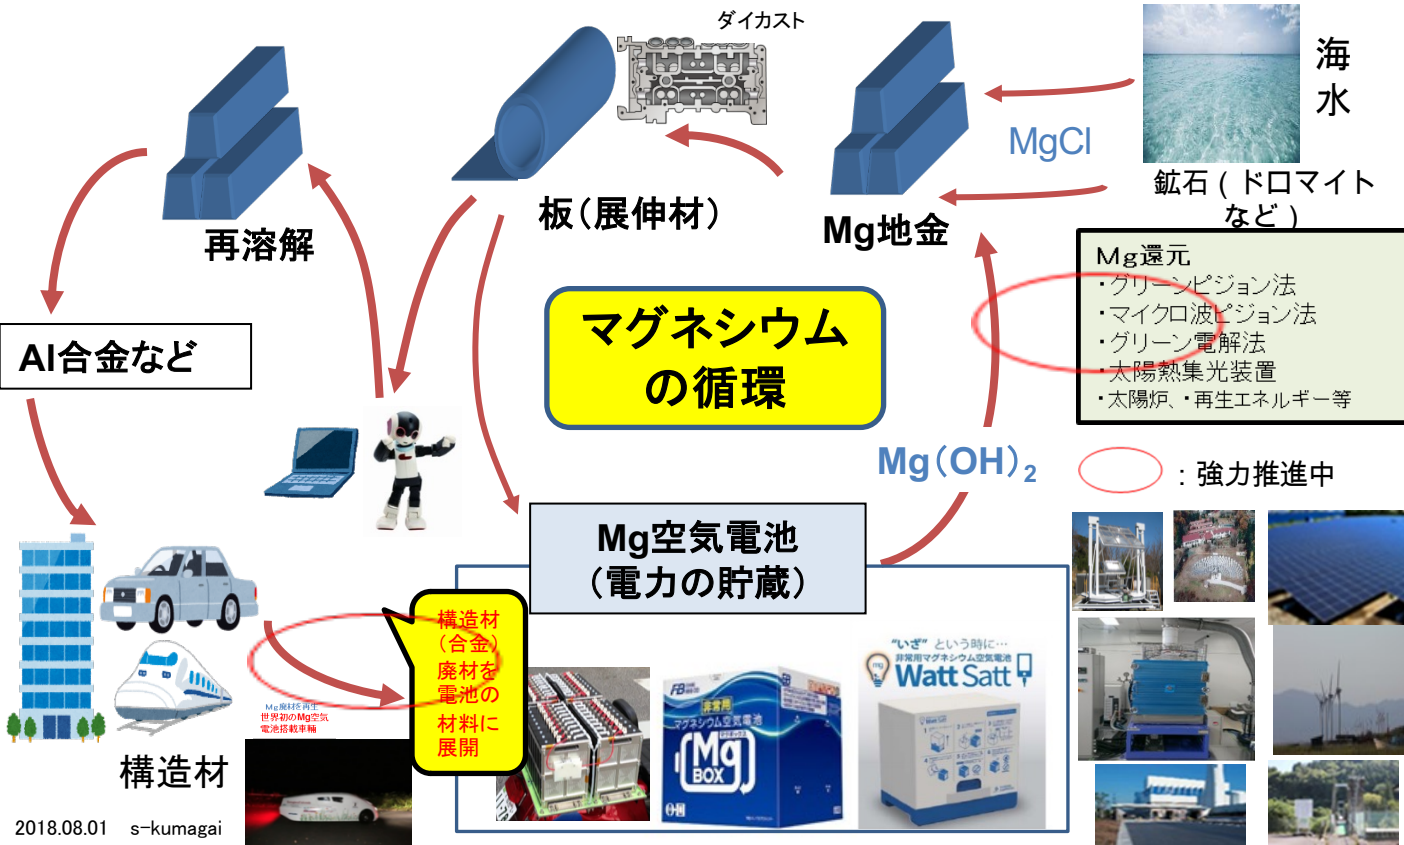 ダイカスト
海
水
MgCl
鉱石(ドロマイト
など)
板(展伸材)
Mg地金
再溶解
Mg還元
・グリーンピジョン法
・マイクロ波ピジョン法
・グリーン電解法
・太陽熱集光装置
・太陽炉、・再生エネルギー等
マグネシウム
の循環
Al合金など
Mg(OH)₂
:強力推進中
Mg空気電池
(電力の貯蔵)
構造材
(合金)
廃材を
電池の
材料に
展開
Mg廃材を再生
世界初のMg空気
電池搭載車輌
構造材
FB
非常用
マグネシウム空気電池
Mg
BOX
"いざ" という時に…
非常用マグネシウム空気電池
mg
Watt Satt
2018.08.01 s-kumagai